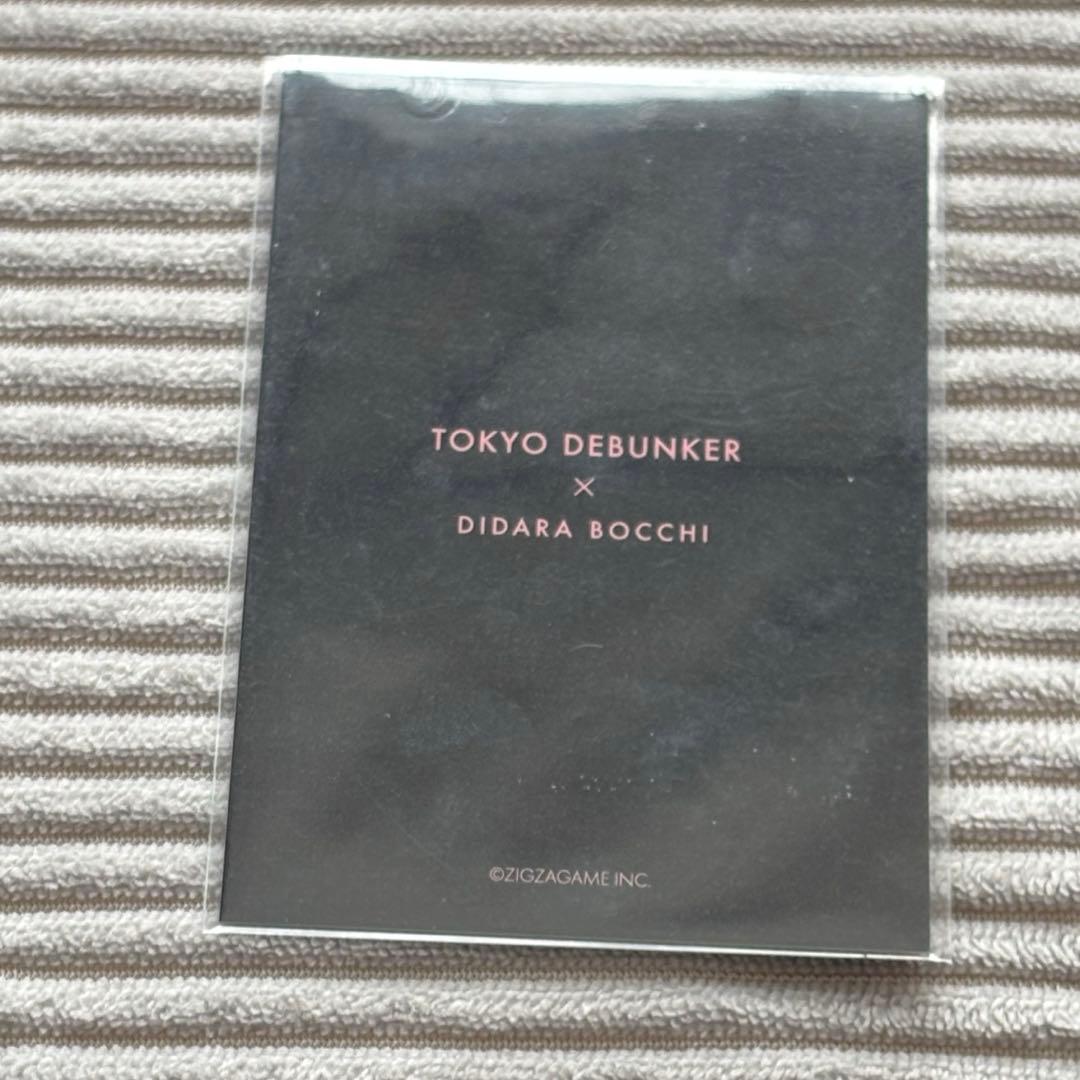 TOKYO DEBUNKER
×
DIDARA BOCCHI
©ZIGZAGAME INC.